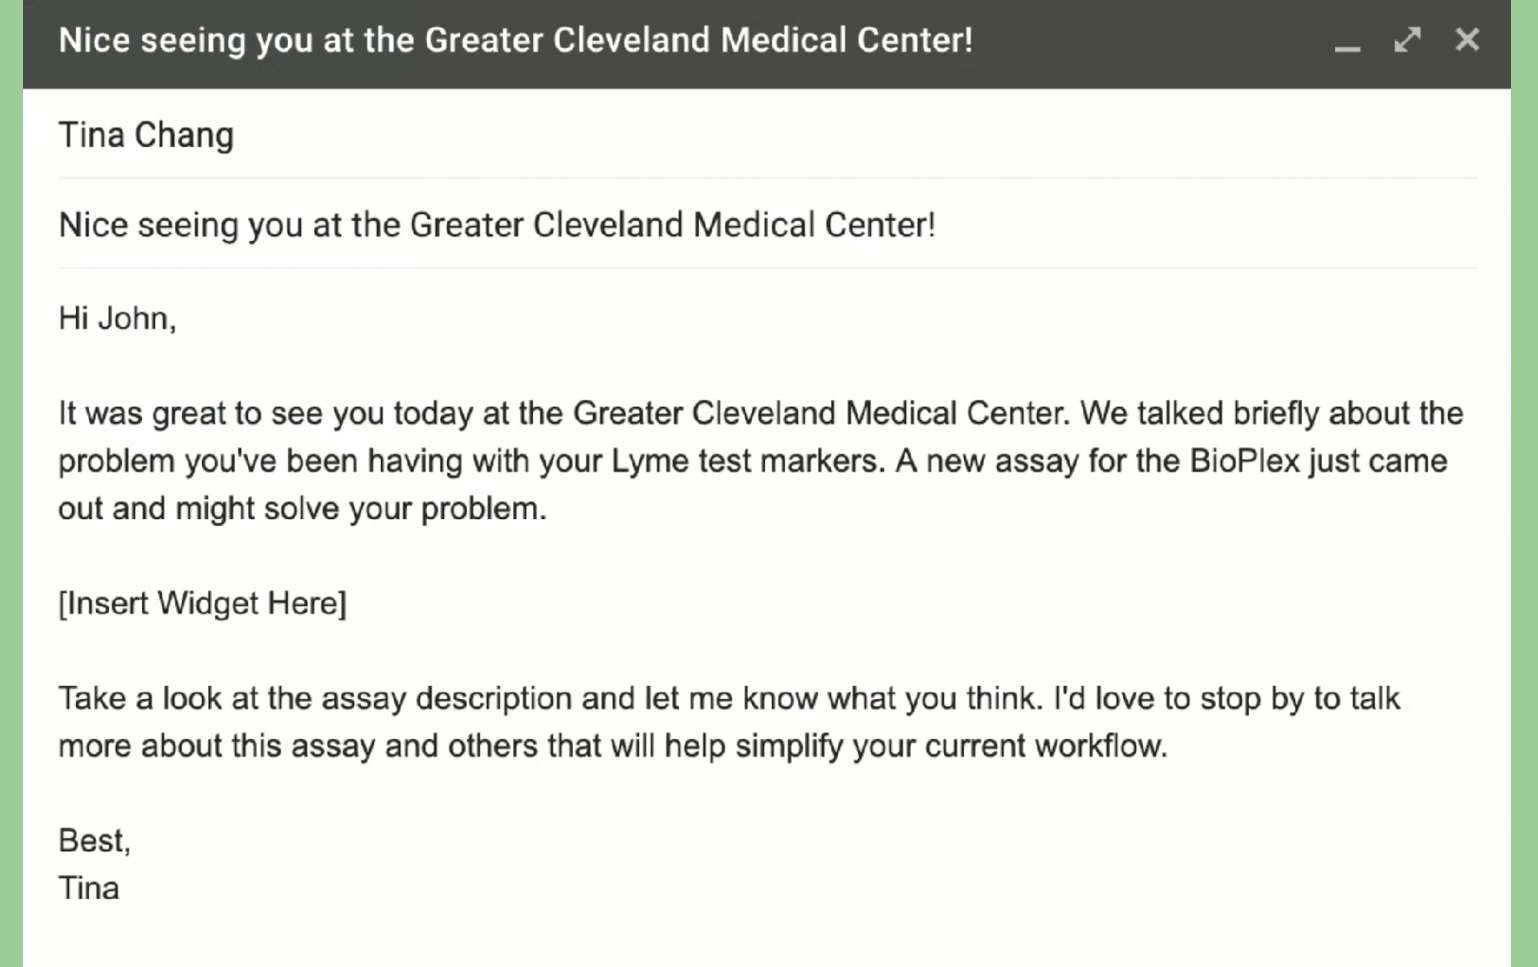 Nice seeing you at the Greater Cleveland Medical Center!
Tina Chang
Nice seeing you at the Greater Cleveland Medical Center!
Hi John,
It was great to see you today at the Greater Cleveland Medical Center. We talked briefly about the
problem you've been having with your Lyme test markers. A new assay for the BioPlex just came
out and might solve your problem.
[Insert Widget Here]
Take a look at the assay description and let me know what you think. I'd love to stop by to talk
more about this assay and others that will help simplify your current workflow.
Best,
Tina